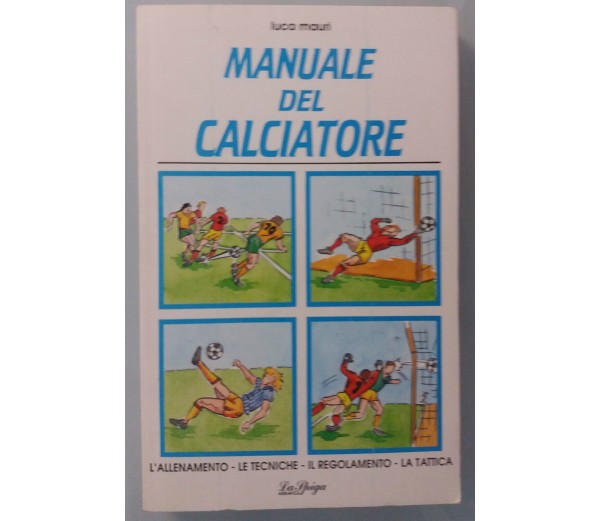 luca mauri
MANUALE
DEL
CALCIATORE
L'ALLENAMENTO - LE TECNICHE - IL REGOLAMENTO - LA TATTICA
La Spiga